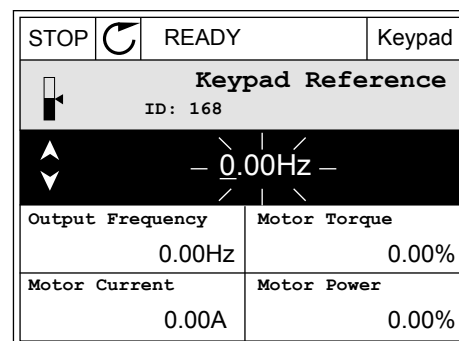 STOP READY Keypad
Keypad Reference
ID: 168
0.00Hz
Output Frequency Motor Torque
0.00Hz 0.00%
Motor Current Motor Power
0.00A 0.00%